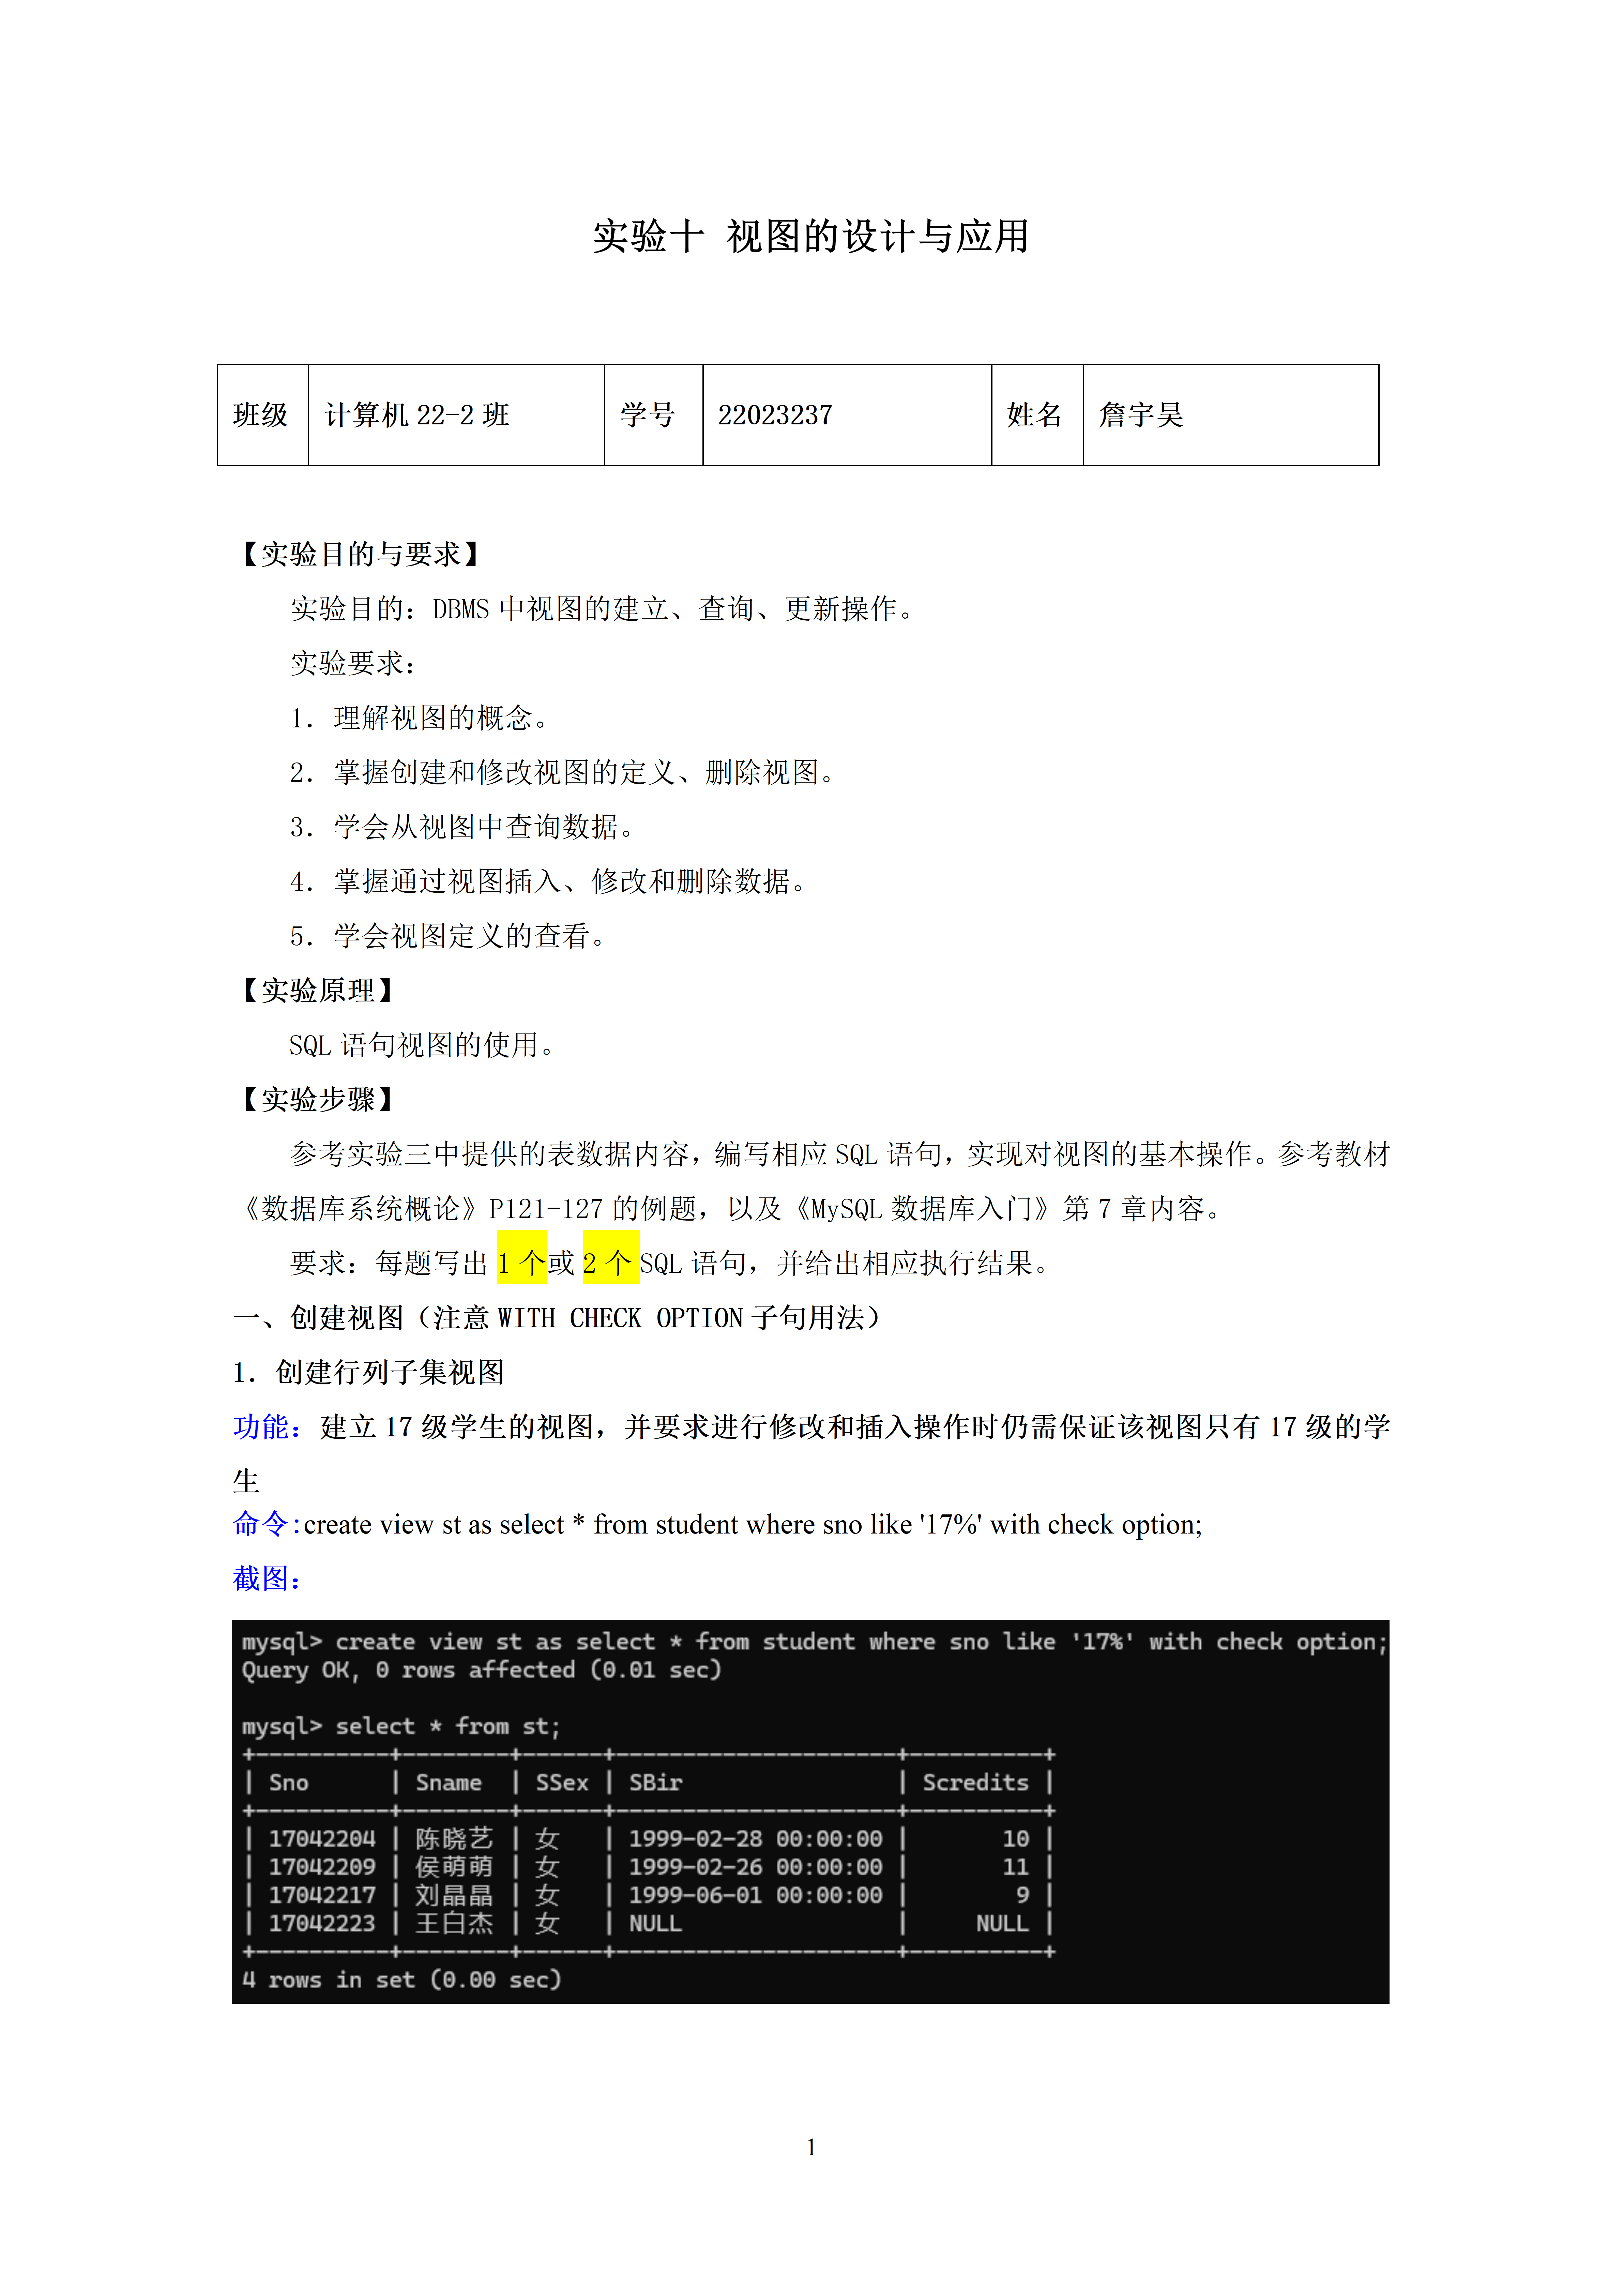 实验十 视图的设计与应用
班级 计算机 22-2 班 学号 22023237 姓名 詹宇昊
【实验目的与要求】
实验目的：DBMS 中视图的建立、查询、更新操作。
实验要求：
1. 理解视图的概念。
2. 掌握创建和修改视图的定义、删除视图。
3. 学会从视图中查询数据。
4. 掌握通过视图插入、修改和删除数据。
5. 学会视图定义的查看。
【实验原理】
SQL 语句视图的使用。
【实验步骤】
参考实验三中提供的表数据内容，编写相应 SQL 语句，实现对视图的基本操作。参考教材
《数据库系统概论》P121-127 的例题，以及《MySQL 数据库入门》第 7 章内容。
要求：每题写出 1 个或 2 个 SQL 语句，并给出相应执行结果。
一、创建视图（注意 WITH CHECK OPTION 子句用法）
1. 创建行列子集视图
功能：建立 17 级学生的视图，并要求进行修改和插入操作时仍需保证该视图只有 17 级的学
生
命令:create view st as select * from student where sno like '17%' with check option;
截图：
mysql> create view st as select * from student where sno like '17%' with check option;
Query OK, 0 rows affected (0.01 sec)
mysql> select * from st;
+----------+--------+------+---------------------+----------+
| Sno      | Sname  | SSex | SBir                | Scredits |
+----------+--------+------+---------------------+----------+
| 17042204 | 陈晓艺 | 女   | 1999-02-28 00:00:00 |       10 |
| 17042209 | 侯萌萌 | 女   | 1999-02-26 00:00:00 |       11 |
| 17042217 | 刘晶晶 | 女   | 1999-06-01 00:00:00 |        9 |
| 17042223 | 王白杰 | 女   | NULL                |     NULL |
+----------+--------+------+---------------------+----------+
4 rows in set (0.00 sec)
1